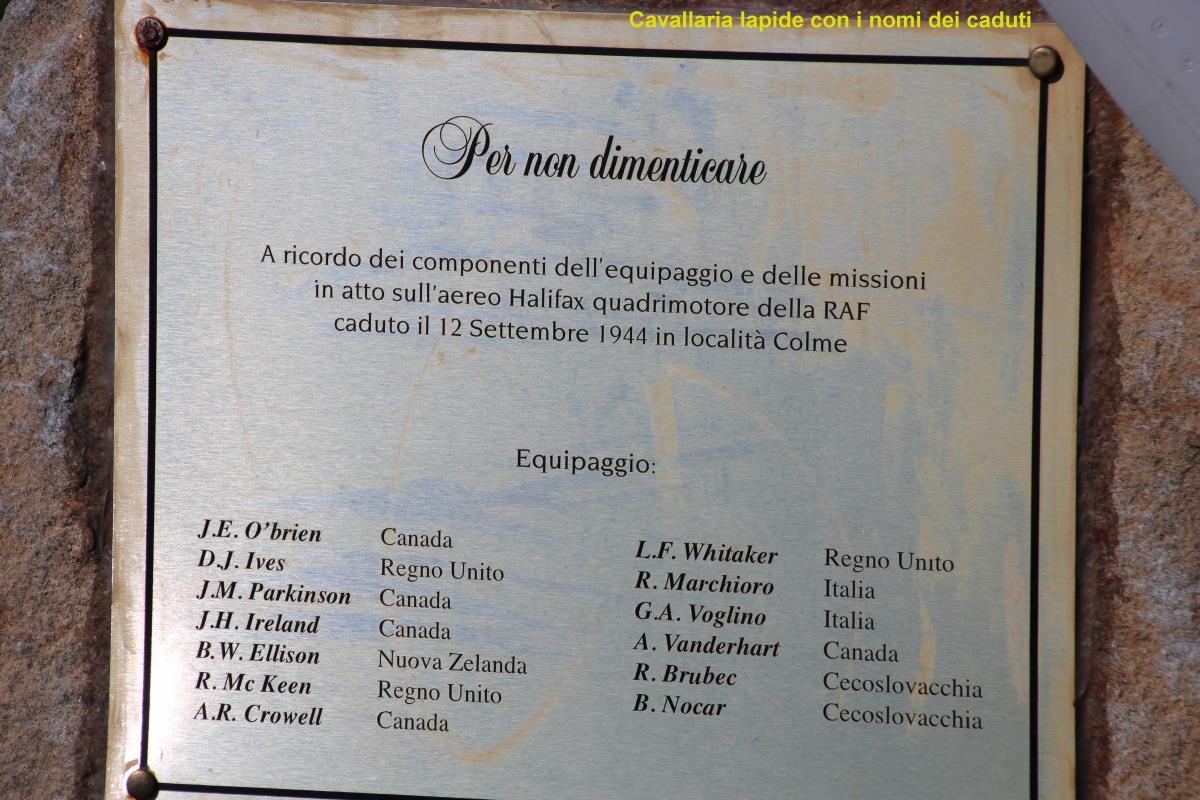 Cavallaria lapide con i nomi dei caduti
Per non dimenticare
A ricordo dei componenti dell'equipaggio e delle missioni
in atto sull'aereo Halifax quadrimotore della RAF
caduto il 12 Settembre 1944 in località Colme
Equipaggio:
J.E. O'brien Canada
D.J. Ives Regno Unito
J.M. Parkinson Canada
J.H. Ireland Canada
B.W. Ellison Nuova Zelanda
R. Mc Keen Regno Unito
A.R. Crowell Canada
L.F. Whitaker Regno Unito
R. Marchioro Italia
G.A. Voglino Italia
A. Vanderhart Canada
R. Brubec Cecoslovacchia
B. Nocar Cecoslovacchia